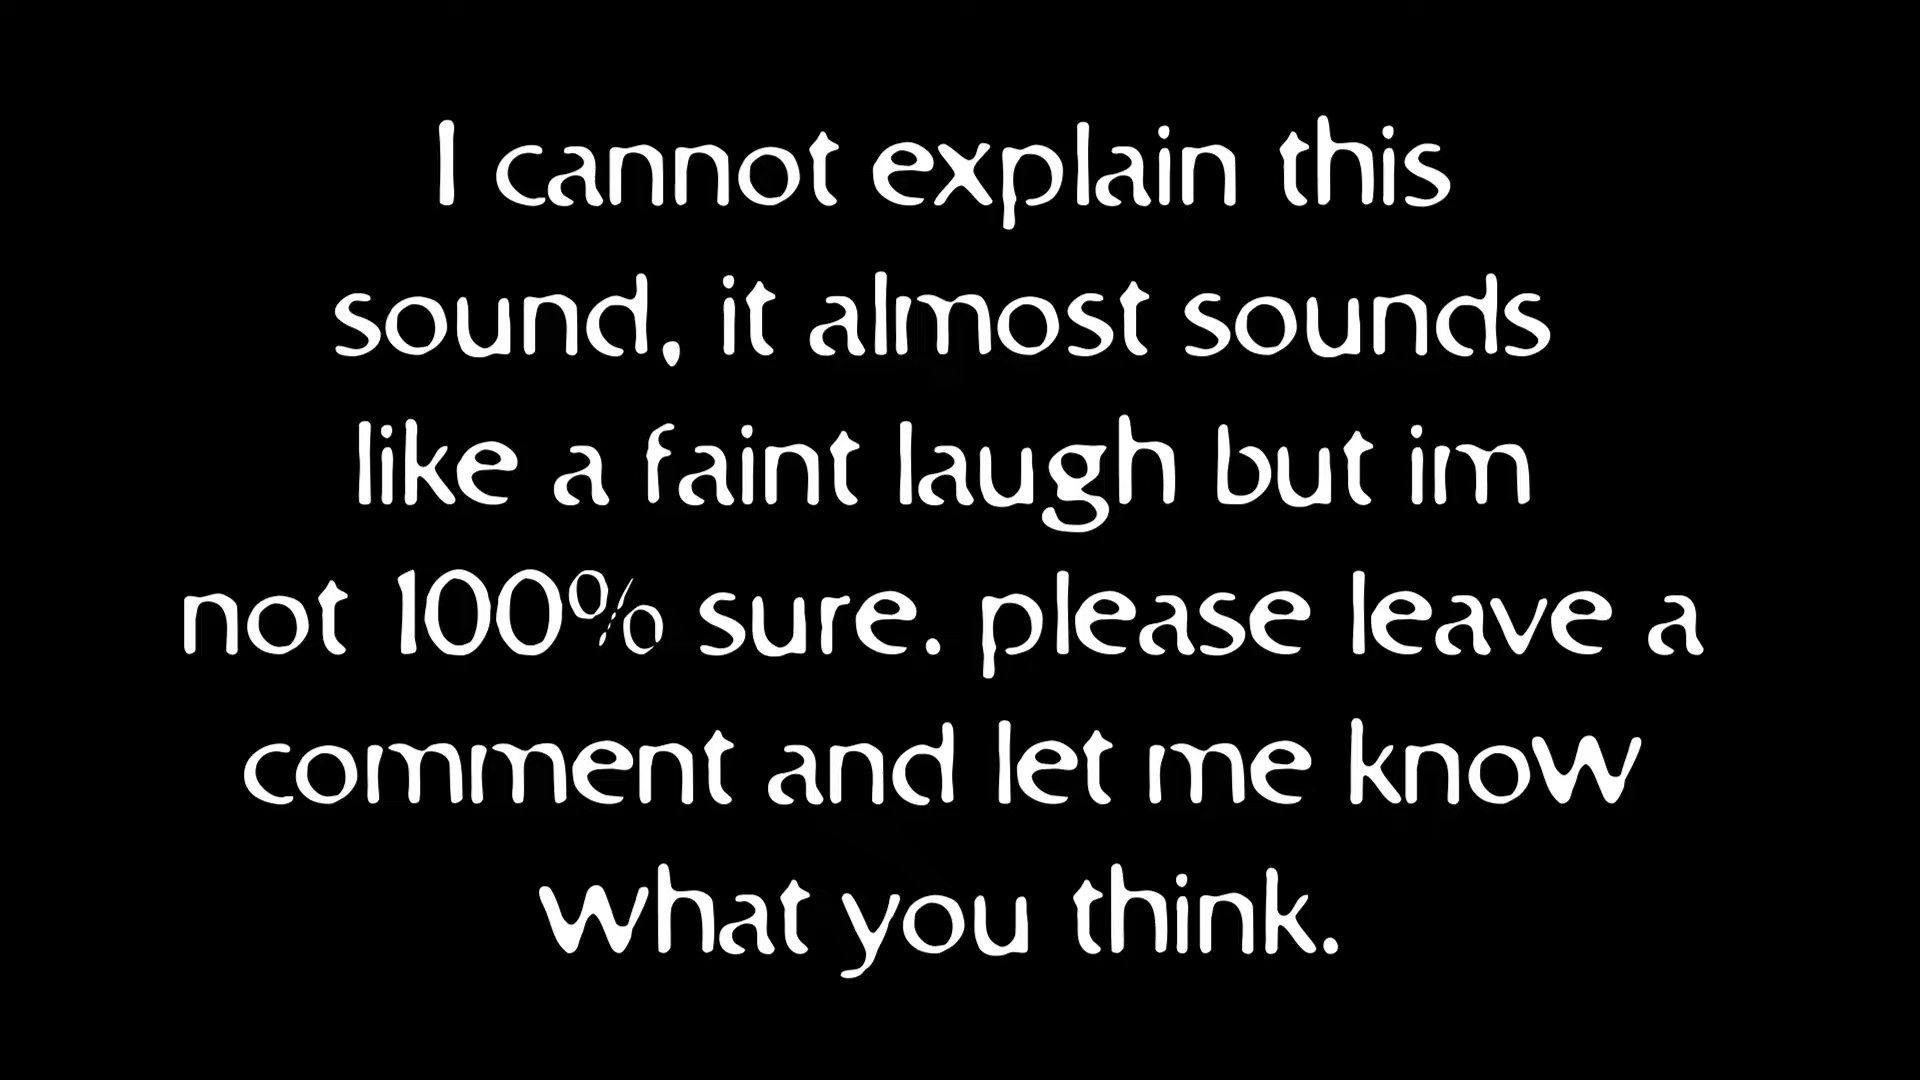 I cannot explain this
sound, it almost sounds
like a faint laugh but im
not 100% sure. please leave a
comment and let me know
what you think.